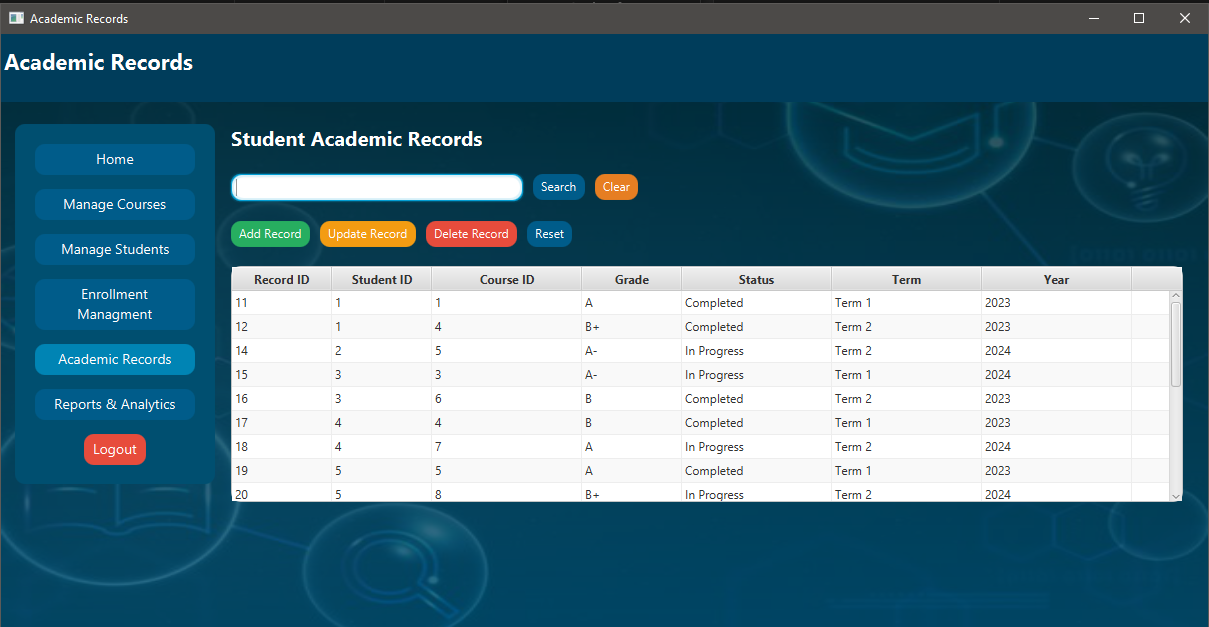 Academic Records
Academic Records
Home
Manage Courses
Manage Students
Enrollment
Managment
Academic Records
Reports & Analytics
Logout
Student Academic Records
Search Clear
Add Record Update Record Delete Record Reset
Record ID Student ID Course ID Grade Status Term Year
11 1 1 A Completed Term 1 2023
12 1 4 B+ Completed Term 2 2023
14 2 5 A- In Progress Term 2 2024
15 3 3 A- In Progress Term 1 2024
16 3 6 B Completed Term 2 2023
17 4 4 B Completed Term 1 2023
18 4 7 A In Progress Term 2 2024
19 5 5 A Completed Term 1 2023
20 5 8 B+ In Progress Term 2 2024